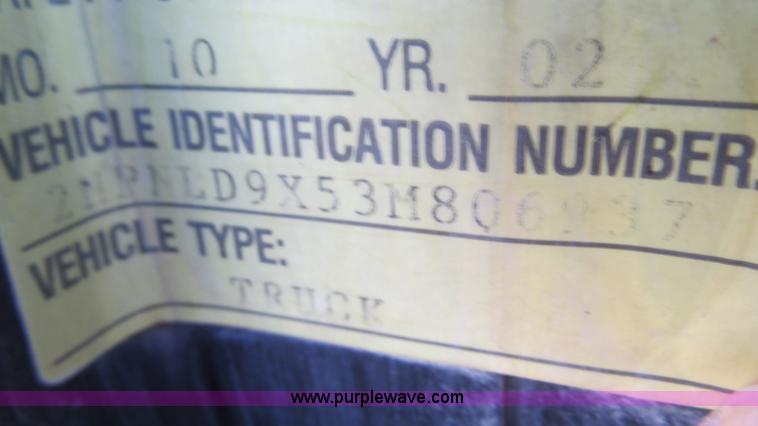 MO. 10 YR. 02
VEHICLE IDENTIFICATION NUMBER.
VEHICLE TYPE:
TRUCK
www.purplewave.com